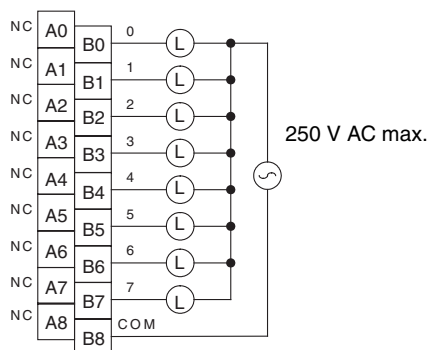 NC A0
B0 0 L
NC A1
B1 1 L
NC A2
B2 2 L
NC A3
B3 3 L
250 V AC max.
NC A4
B4 4 L
NC A5
B5 5 L
NC A6
B6 6 L
NC A7
B7 7 L
NC A8
B8 COM